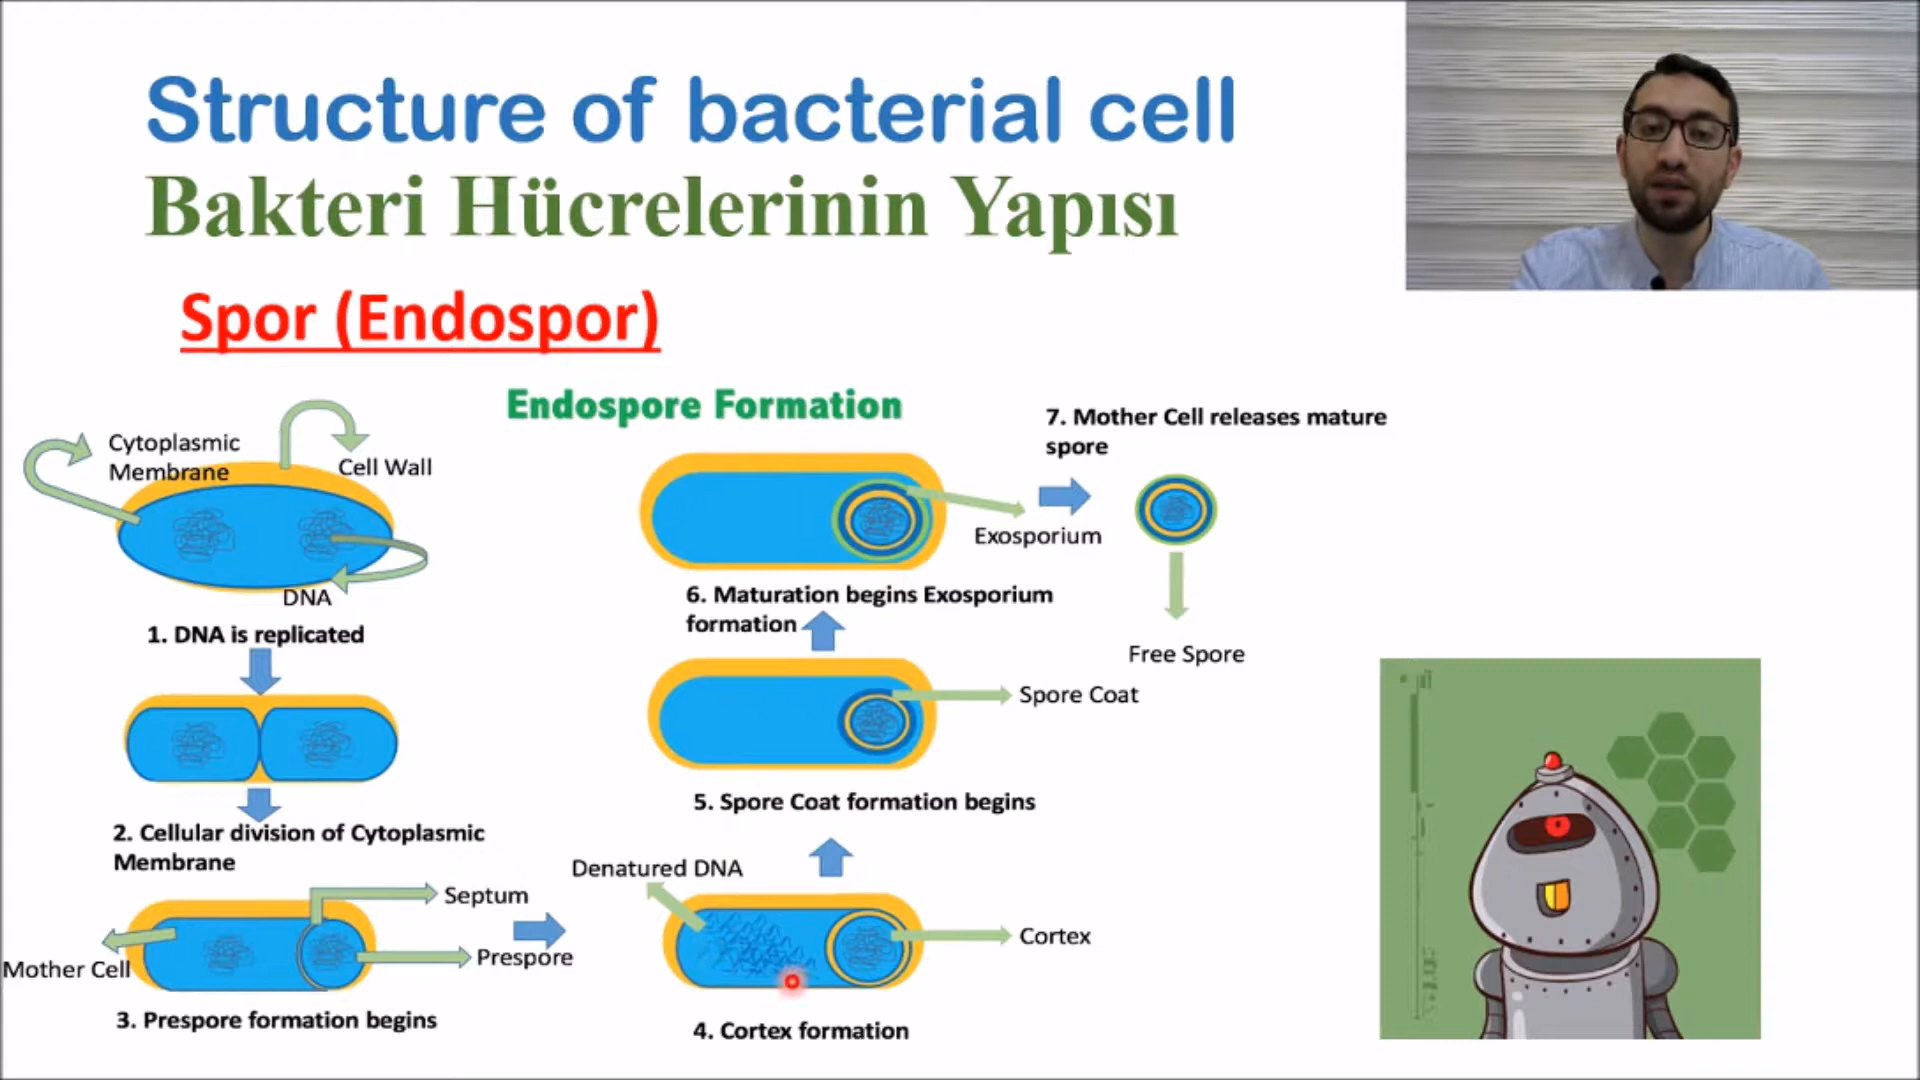 Structure of bacterial cell
Bakteri Hücrelerinin Yapısı
Spor (Endospor)
Endospore Formation
Cytoplasmic
Membrane
Cell Wall
DNA
1. DNA is replicated
2. Cellular division of Cytoplasmic
Membrane
Septum
Mother Cell
Prespore
3. Prespore formation begins
Denatured DNA
Cortex
4. Cortex formation
Spore Coat
5. Spore Coat formation begins
Exosporium
6. Maturation begins Exosporium
formation
7. Mother Cell releases mature
spore
Free Spore